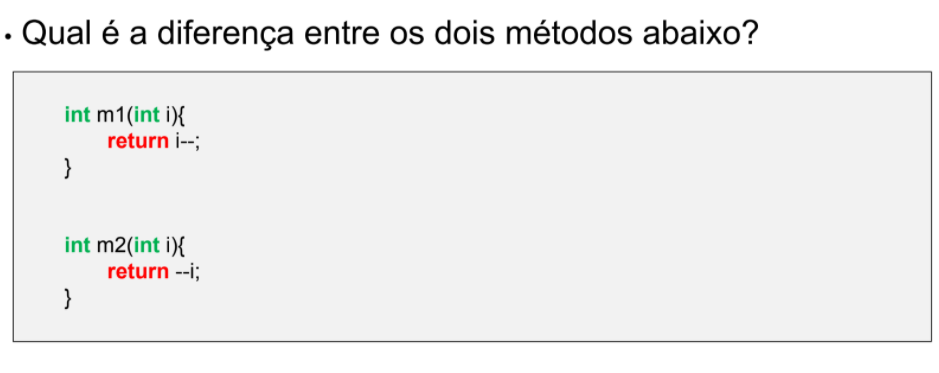 • Qual é a diferença entre os dois métodos abaixo?
int m1(int i){
return i--;
}
int m2(int i){
return --i;
}